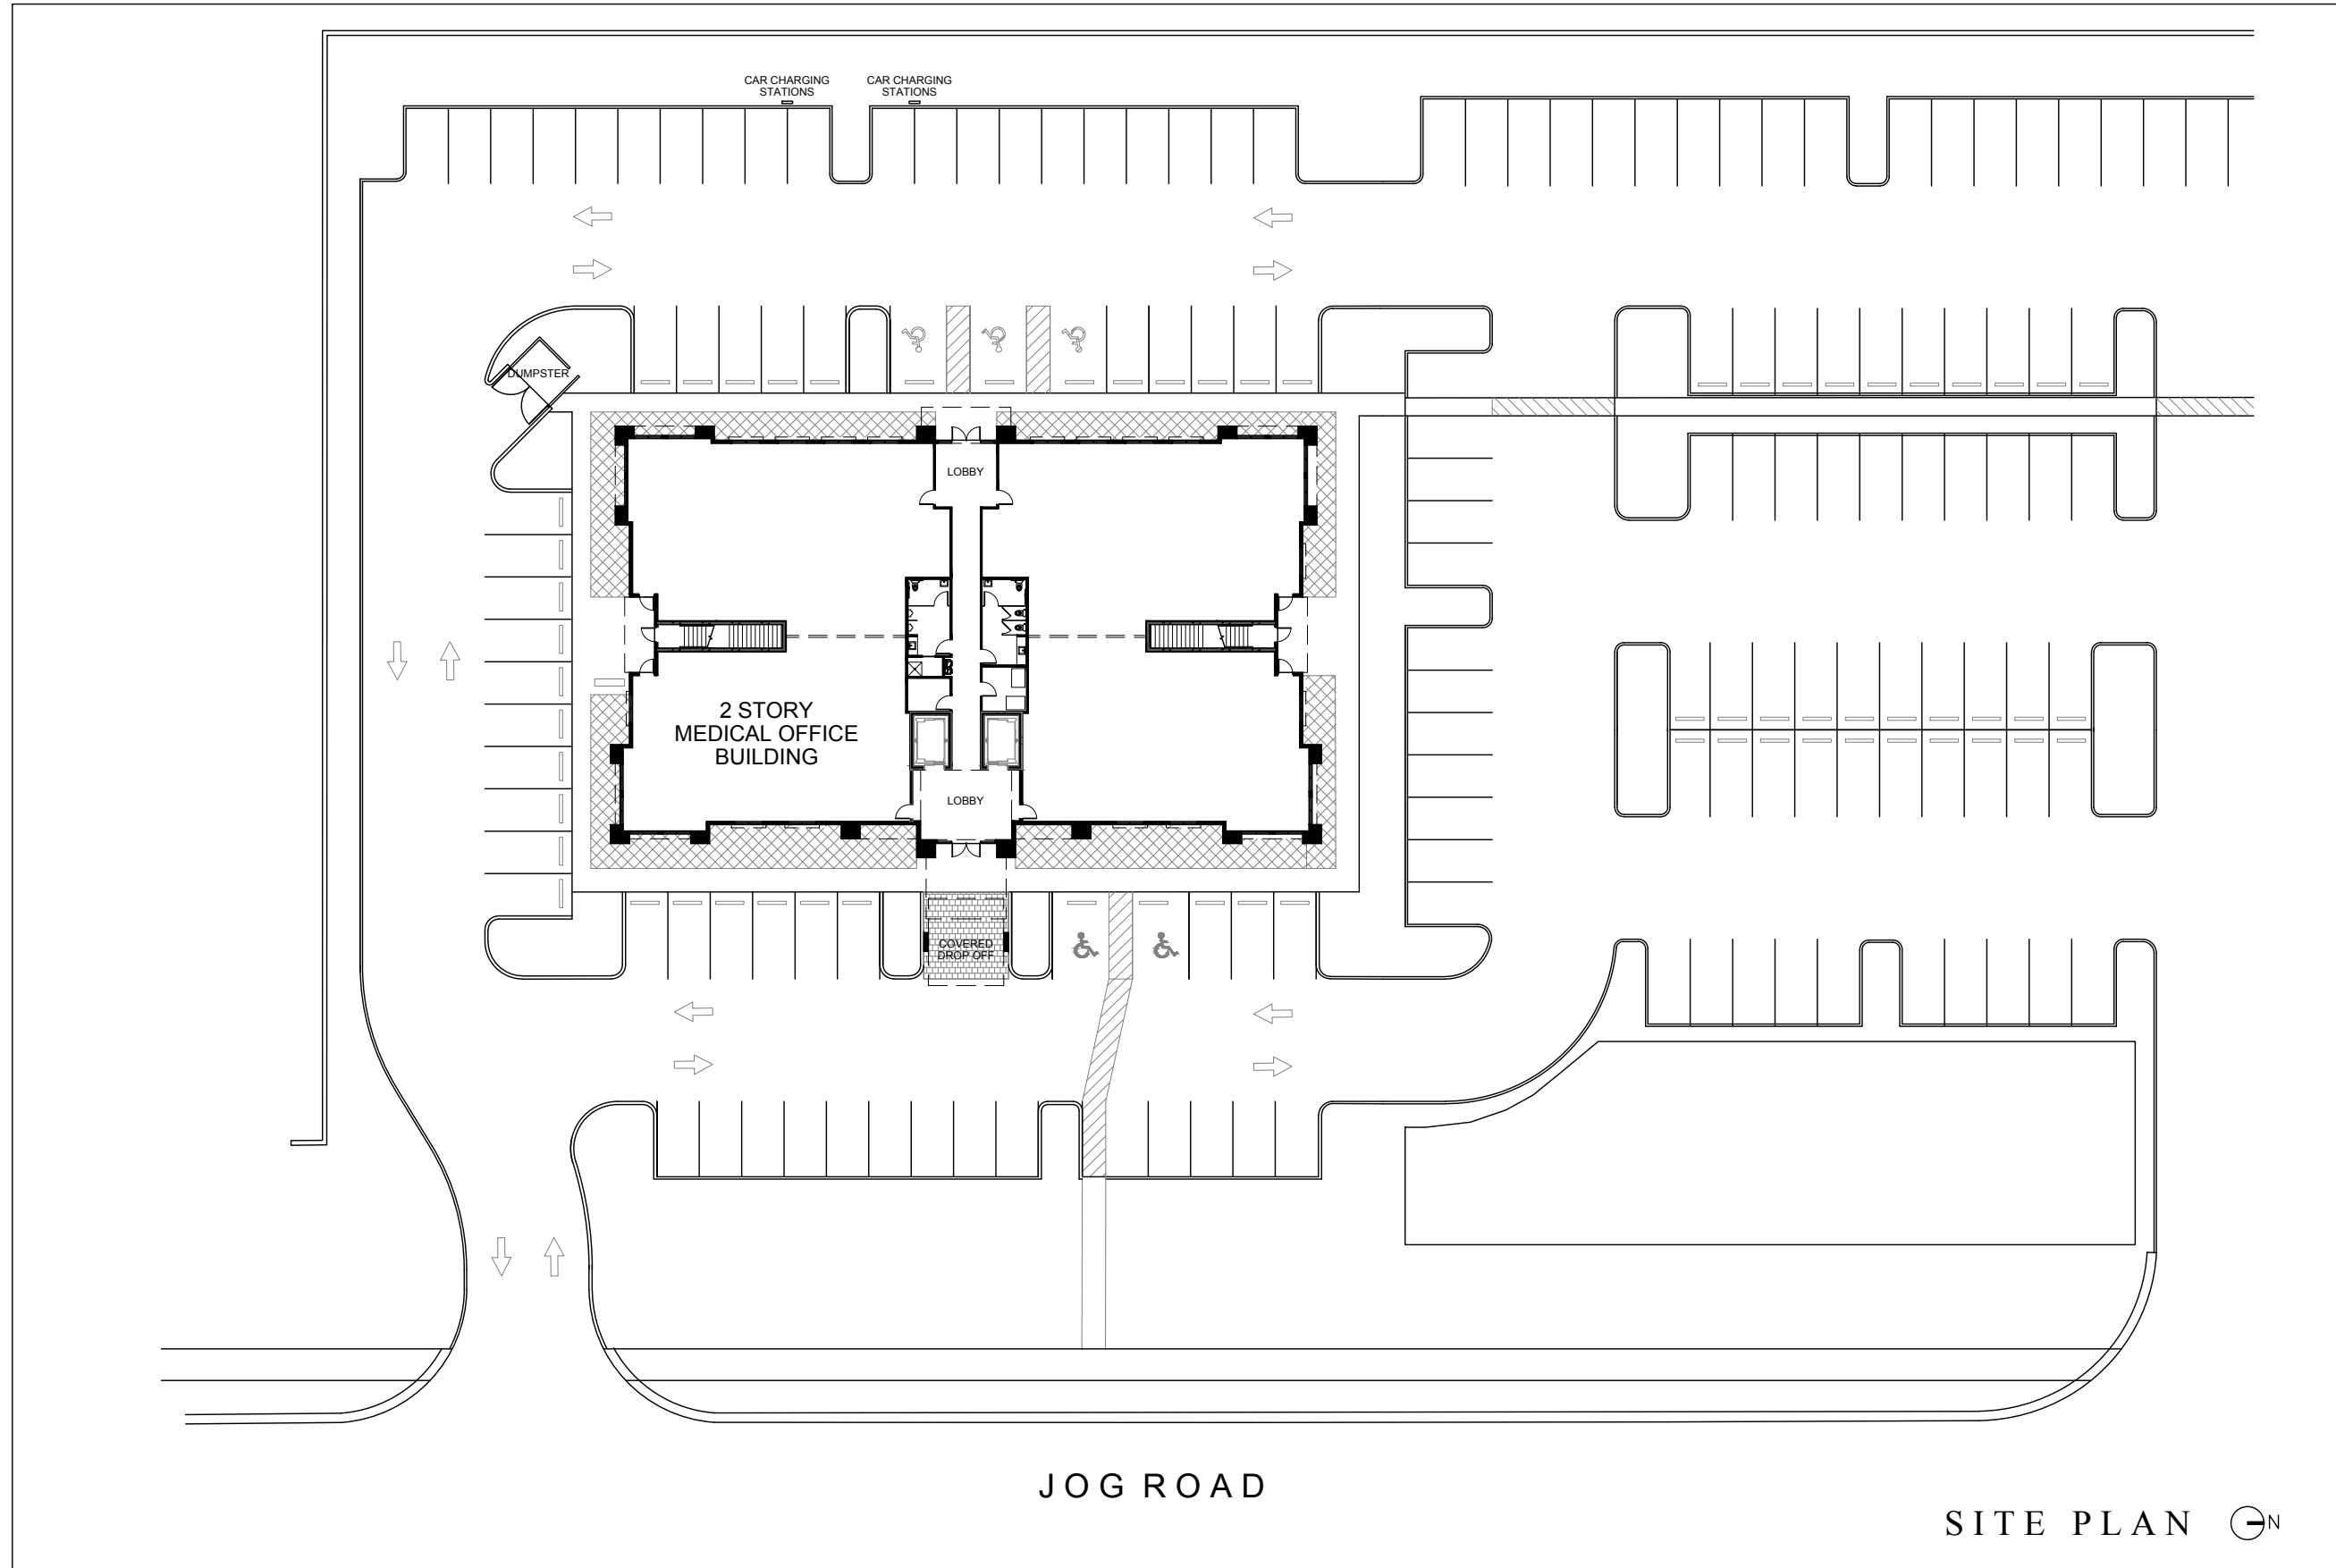 CAR CHARGING
STATIONS
CAR CHARGING
STATIONS
DUMPSTER
LOBBY
2 STORY
MEDICAL OFFICE
BUILDING
LOBBY
COVERED
DROP OFF
JOG ROAD
SITE PLAN
N